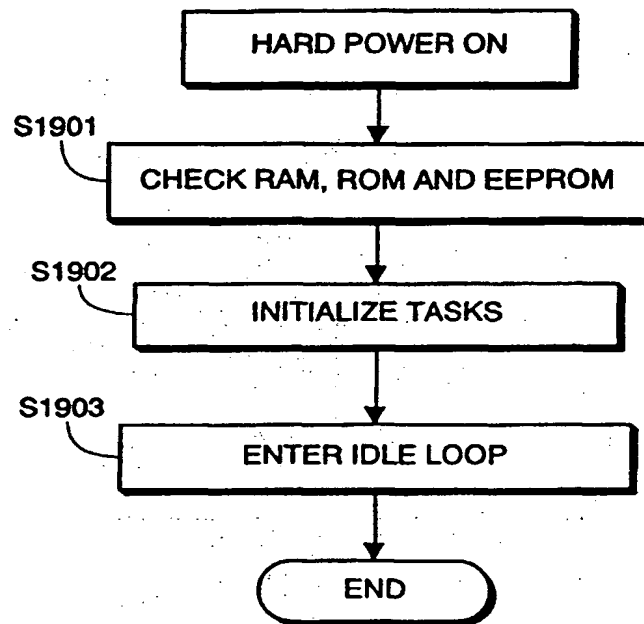 HARD POWER ON
S1901
CHECK RAM, ROM AND EEPROM
S1902
INITIALIZE TASKS
S1903
ENTER IDLE LOOP
END